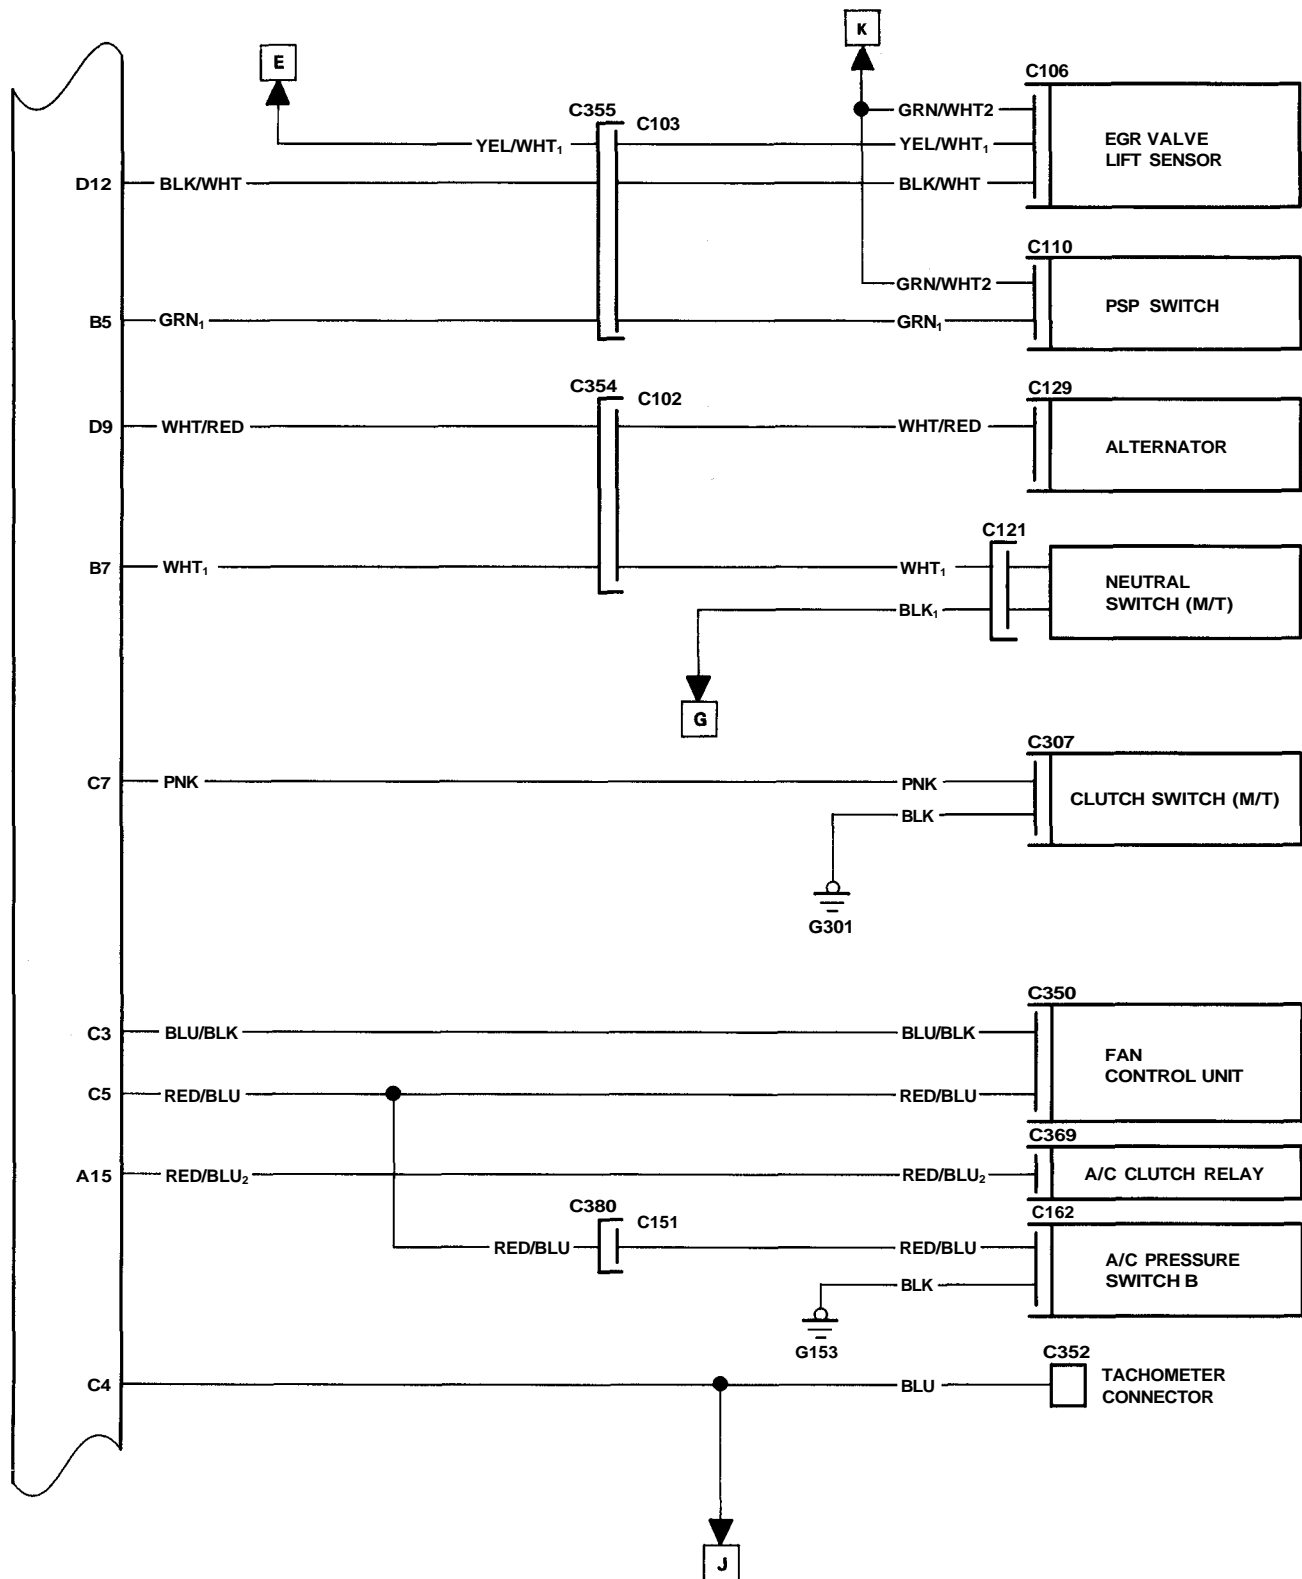 K
E
C106
C355
C103
GRN/WHT2
YEL/WHT₁
YEL/WHT₁
EGR VALVE
LIFT SENSOR
D12
BLK/WHT
BLK/WHT
C110
GRN/WHT2
PSP SWITCH
B5
GRN₁
GRN₁
C354
C102
C129
D9
WHT/RED
WHT/RED
ALTERNATOR
C121
B7
WHT₁
WHT₁
NEUTRAL
SWITCH (M/T)
BLK₁
G
C307
C7
PNK
PNK
CLUTCH SWITCH (M/T)
BLK
G301
C350
C3
BLU/BLK
BLU/BLK
FAN
CONTROL UNIT
C5
RED/BLU
RED/BLU
C369
A15
RED/BLU₂
RED/BLU₂
A/C CLUTCH RELAY
C380
C151
C162
RED/BLU
RED/BLU
A/C PRESSURE
SWITCH B
BLK
G153
C352
C4
BLU
TACHOMETER
CONNECTOR
J